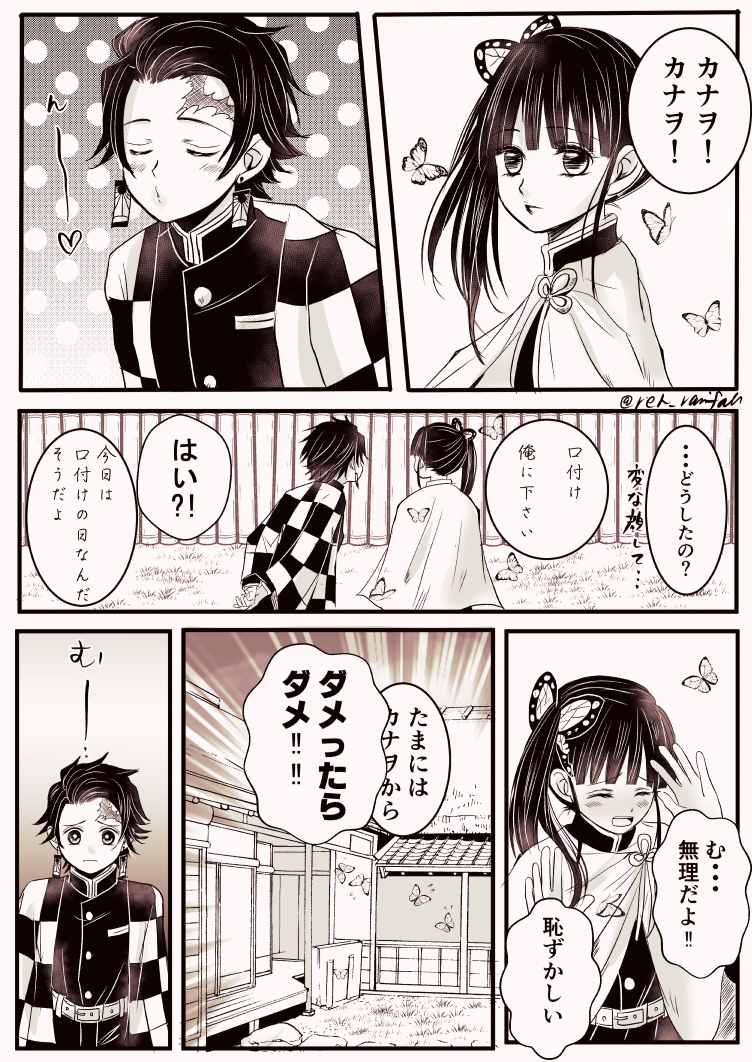 カナヲ！
カナヲ！
ん〜♡
@ren_ranifah
…どうしたの？
変な顔して…
口付け
俺に下さい
はい?!
今日は
口付けの日なんだ
そうだよ
む…
無理だよ!!
恥ずかしい
たまには
カナヲから
ダメったら
ダメ!!!!
むーー…